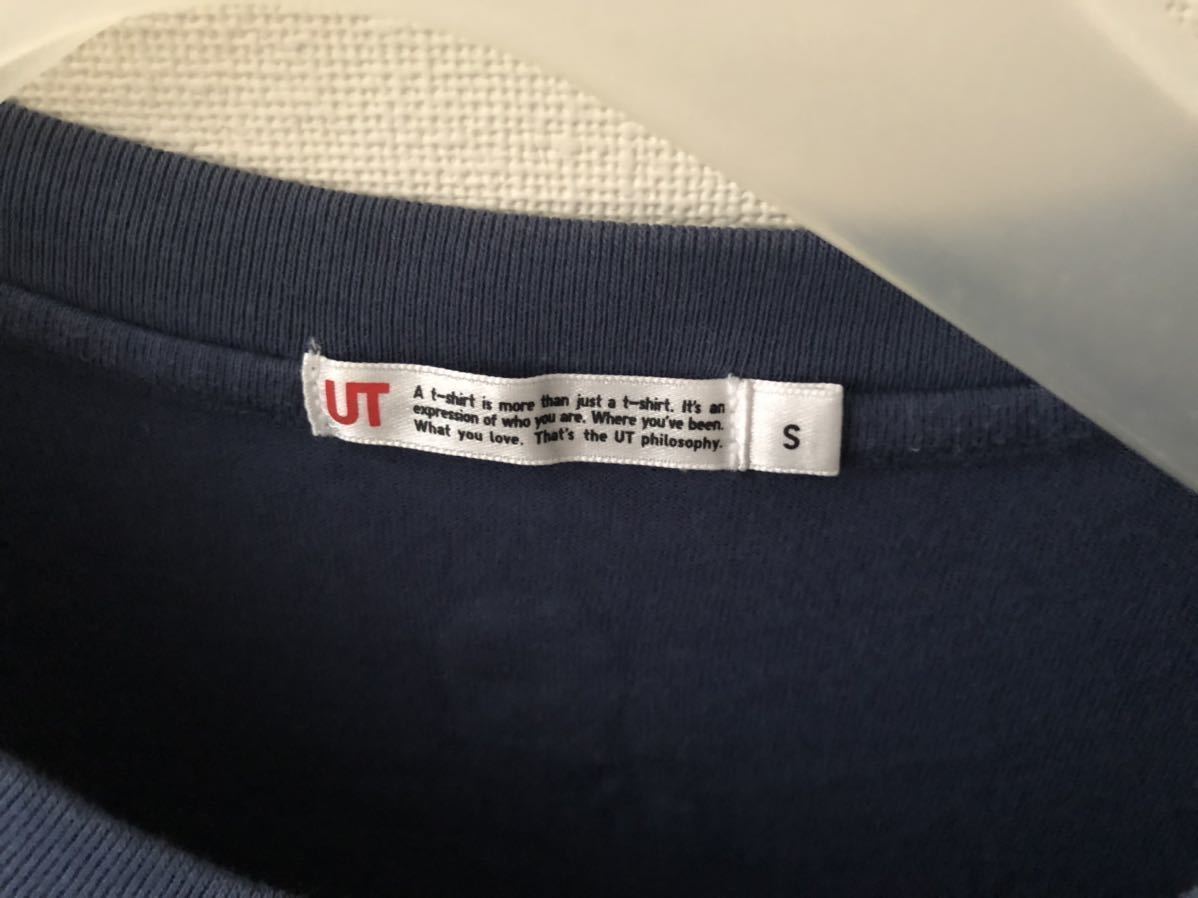 UT
A t-shirt is more than just a t-shirt. It's an
expression of who you are. Where you've been.
What you love. That's the UT philosophy.
S